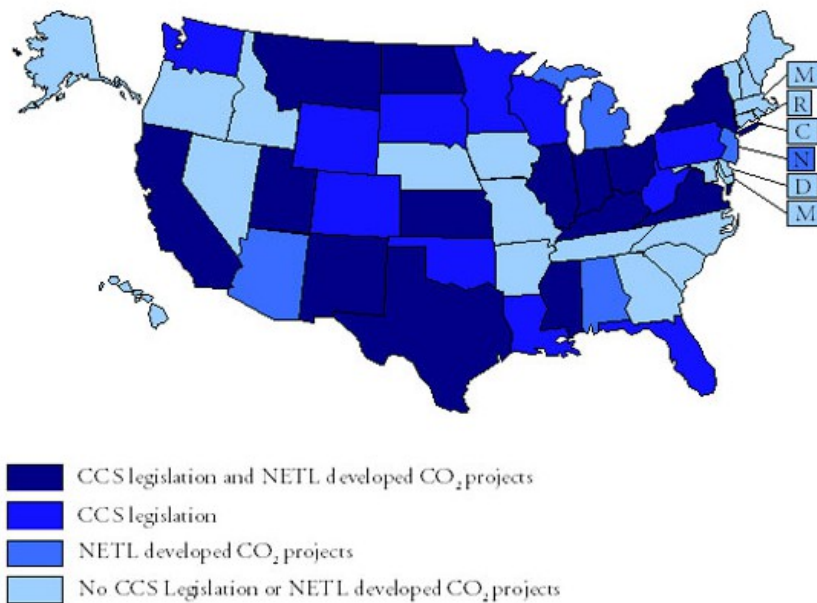 M
R
C
N
D
M
CCS legislation and NETL developed CO₂ projects
CCS legislation
NETL developed CO₂ projects
No CCS Legislation or NETL developed CO₂ projects